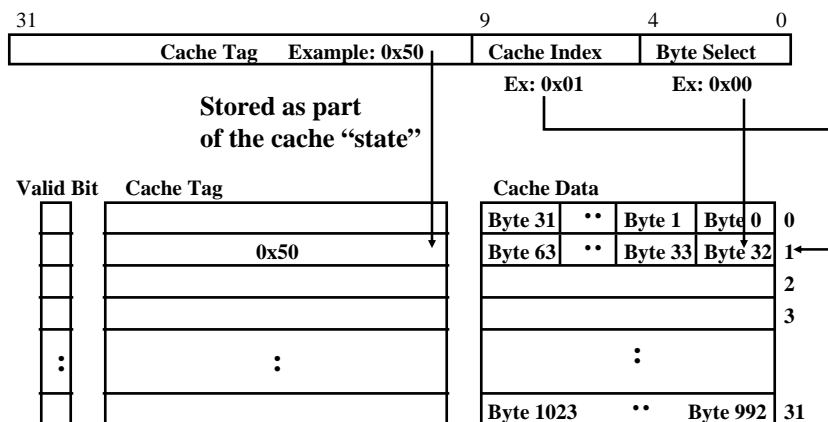 31 9 4 0
Cache Tag Example: 0x50 Cache Index Byte Select
Ex: 0x01 Ex: 0x00
Stored as part
of the cache “state”
Valid Bit Cache Tag Cache Data
Byte 31 •• Byte 1 Byte 0 0
0x50 Byte 63 •• Byte 33 Byte 32 1
2
3
: : :
Byte 1023 •• Byte 992 31